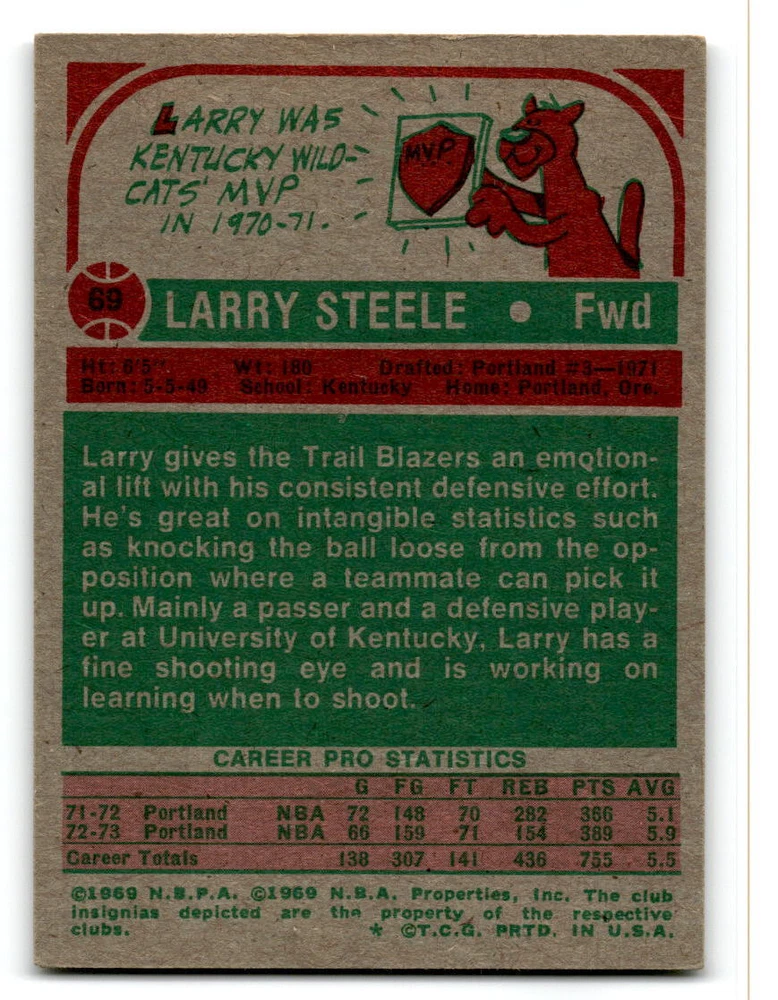 LARRY WAS
KENTUCKY WILD-
CATS' MVP
IN 1970-71.
M.V.P.
69 LARRY STEELE • Fwd
Ht: 6'5" Wt: 180 Drafted: Portland #3—1971
Born: 5-5-49 School: Kentucky Home: Portland, Ore.
Larry gives the Trail Blazers an emotion-
al lift with his consistent defensive effort.
He's great on intangible statistics such
as knocking the ball loose from the op-
position where a teammate can pick it
up. Mainly a passer and a defensive play-
er at University of Kentucky, Larry has a
fine shooting eye and is working on
learning when to shoot.
CAREER PRO STATISTICS
G FG FT REB PTS AVG
71-72 Portland NBA 72 148 70 282 366 5.1
72-73 Portland NBA 66 159 71 154 389 5.9
Career Totals 138 307 141 436 755 5.5
©1969 N.B.P.A. ©1969 N.B.A. Properties, Inc. The club
insignias depicted are the property of the respective
clubs. * ©T.C.G. PRTD. IN U.S.A.